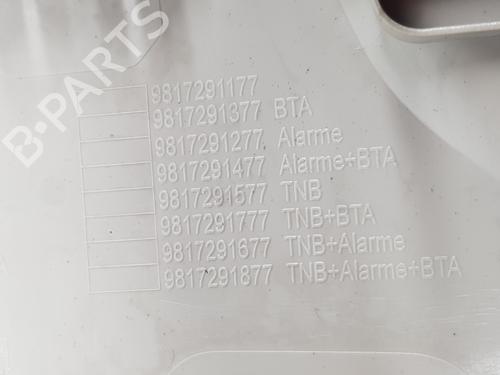 B-PARTS
9817291177
9817291377 BTA
9817291277 Alarme
9817291477 Alarme+BTA
9817291577 TNB
9817291777 TNB+BTA
9817291677 TNB+Alarme
9817291877 TNB+Alarme+BTA
B-PARTS